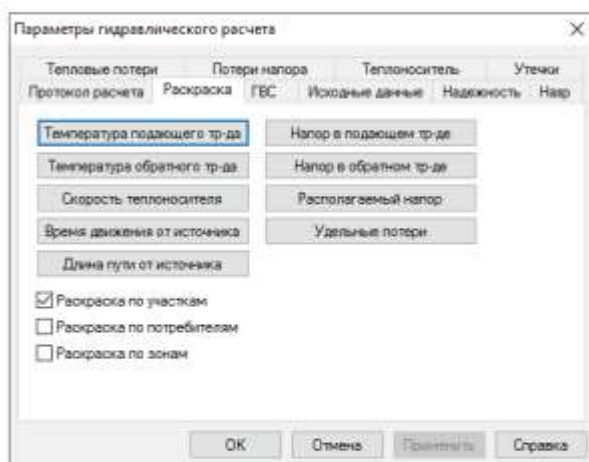 Параметры гидравлического расчета
Тепловые потери Потери напора Теплоноситель Утечки
Протокол расчета Раскраска ГВС Исходные данные Надежность Напр
Температура подающего тр-да Напор в подающем тр-де
Температура обратного тр-да Напор в обратном тр-де
Скорость теплоносителя Располагаемый напор
Время движения от источника Удельные потери
Длина пути от источника
Раскраска по участкам
Раскраска по потребителям
Раскраска по зонам
OK Отмена Применить Справка